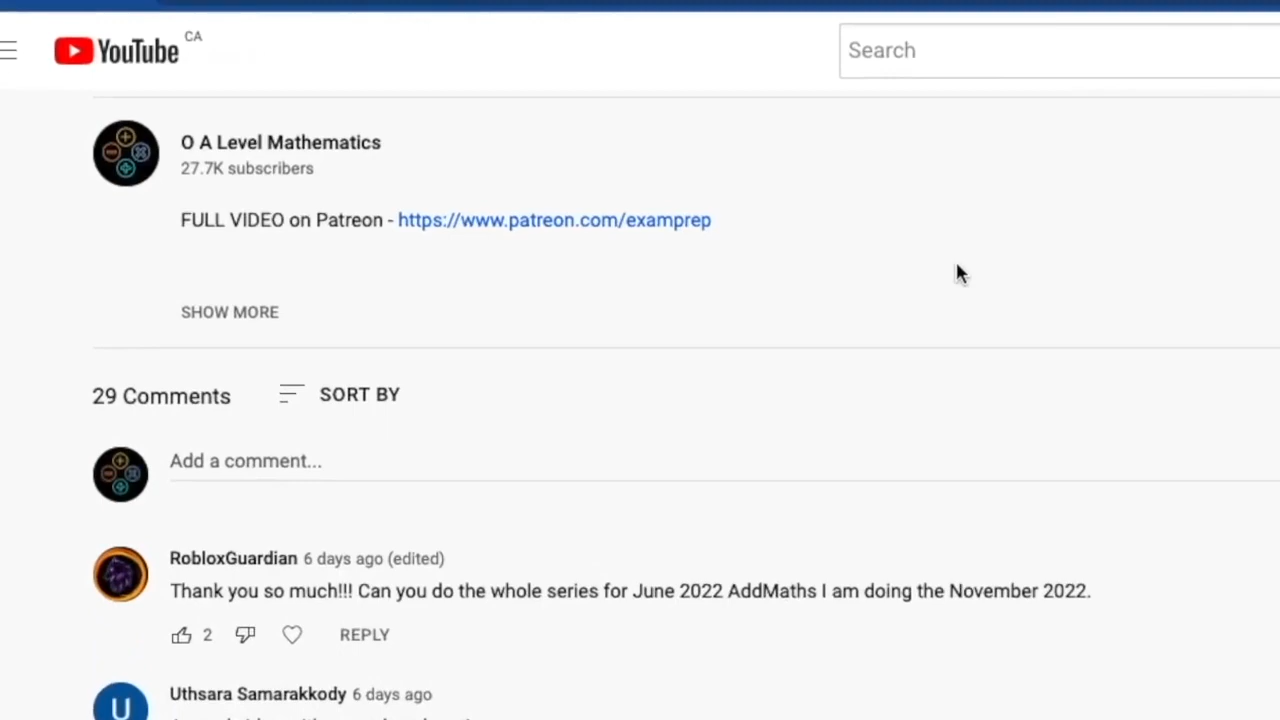 YouTube CA
Search
O A Level Mathematics
27.7K subscribers
FULL VIDEO on Patreon - https://www.patreon.com/examprep
SHOW MORE
29 Comments
SORT BY
Add a comment...
RobloxGuardian 6 days ago (edited)
Thank you so much!!! Can you do the whole series for June 2022 AddMaths I am doing the November 2022.
2
REPLY
U
Uthsara Samarakkody 6 days ago